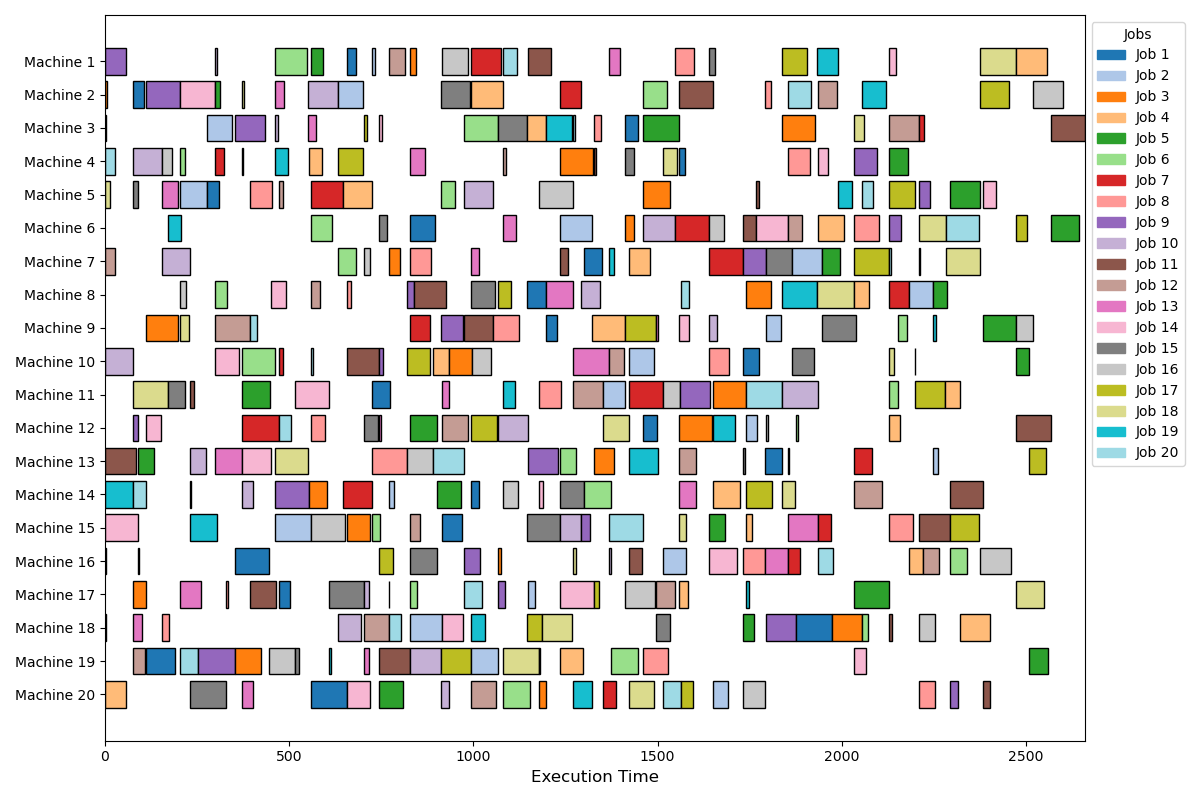 Machine 1
Machine 2
Machine 3
Machine 4
Machine 5
Machine 6
Machine 7
Machine 8
Machine 9
Machine 10
Machine 11
Machine 12
Machine 13
Machine 14
Machine 15
Machine 16
Machine 17
Machine 18
Machine 19
Machine 20
0 500 1000 1500 2000 2500
Execution Time
Jobs
Job 1
Job 2
Job 3
Job 4
Job 5
Job 6
Job 7
Job 8
Job 9
Job 10
Job 11
Job 12
Job 13
Job 14
Job 15
Job 16
Job 17
Job 18
Job 19
Job 20